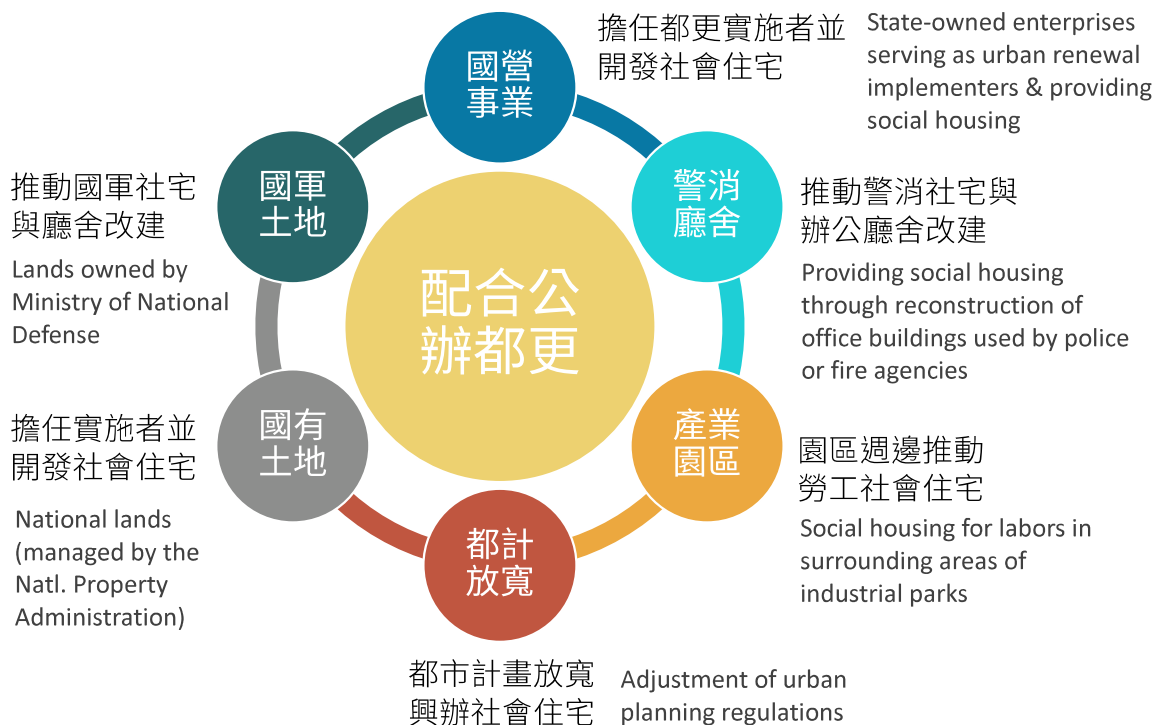 國營
事業
擔任都更實施者並
開發社會住宅
State-owned enterprises
serving as urban renewal
implementers & providing
social housing
警消
廳舍
推動警消社宅與
辦公廳舍改建
Providing social housing
through reconstruction of
office buildings used by police
or fire agencies
產業
園區
園區週邊推動
勞工社會住宅
Social housing for labors in
surrounding areas of
industrial parks
都計
放寬
都市計畫放寬
興辦社會住宅
Adjustment of urban
planning regulations
國有
土地
擔任實施者並
開發社會住宅
National lands
(managed by the
Natl. Property
Administration)
國軍
土地
推動國軍社宅
與廳舍改建
Lands owned by
Ministry of National
Defense
配合公
辦都更